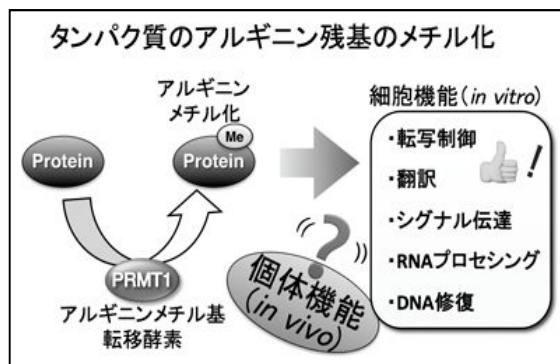 タンパク質のアルギニン残基のメチル化
アルギニン
メチル化
Me
Protein
Protein
PRMT1
アルギニンメチル基
転移酵素
細胞機能(in vitro)
・転写制御
・翻訳
・シグナル伝達
・RNAプロセシング
・DNA修復
!
?
個体機能
(in vivo)